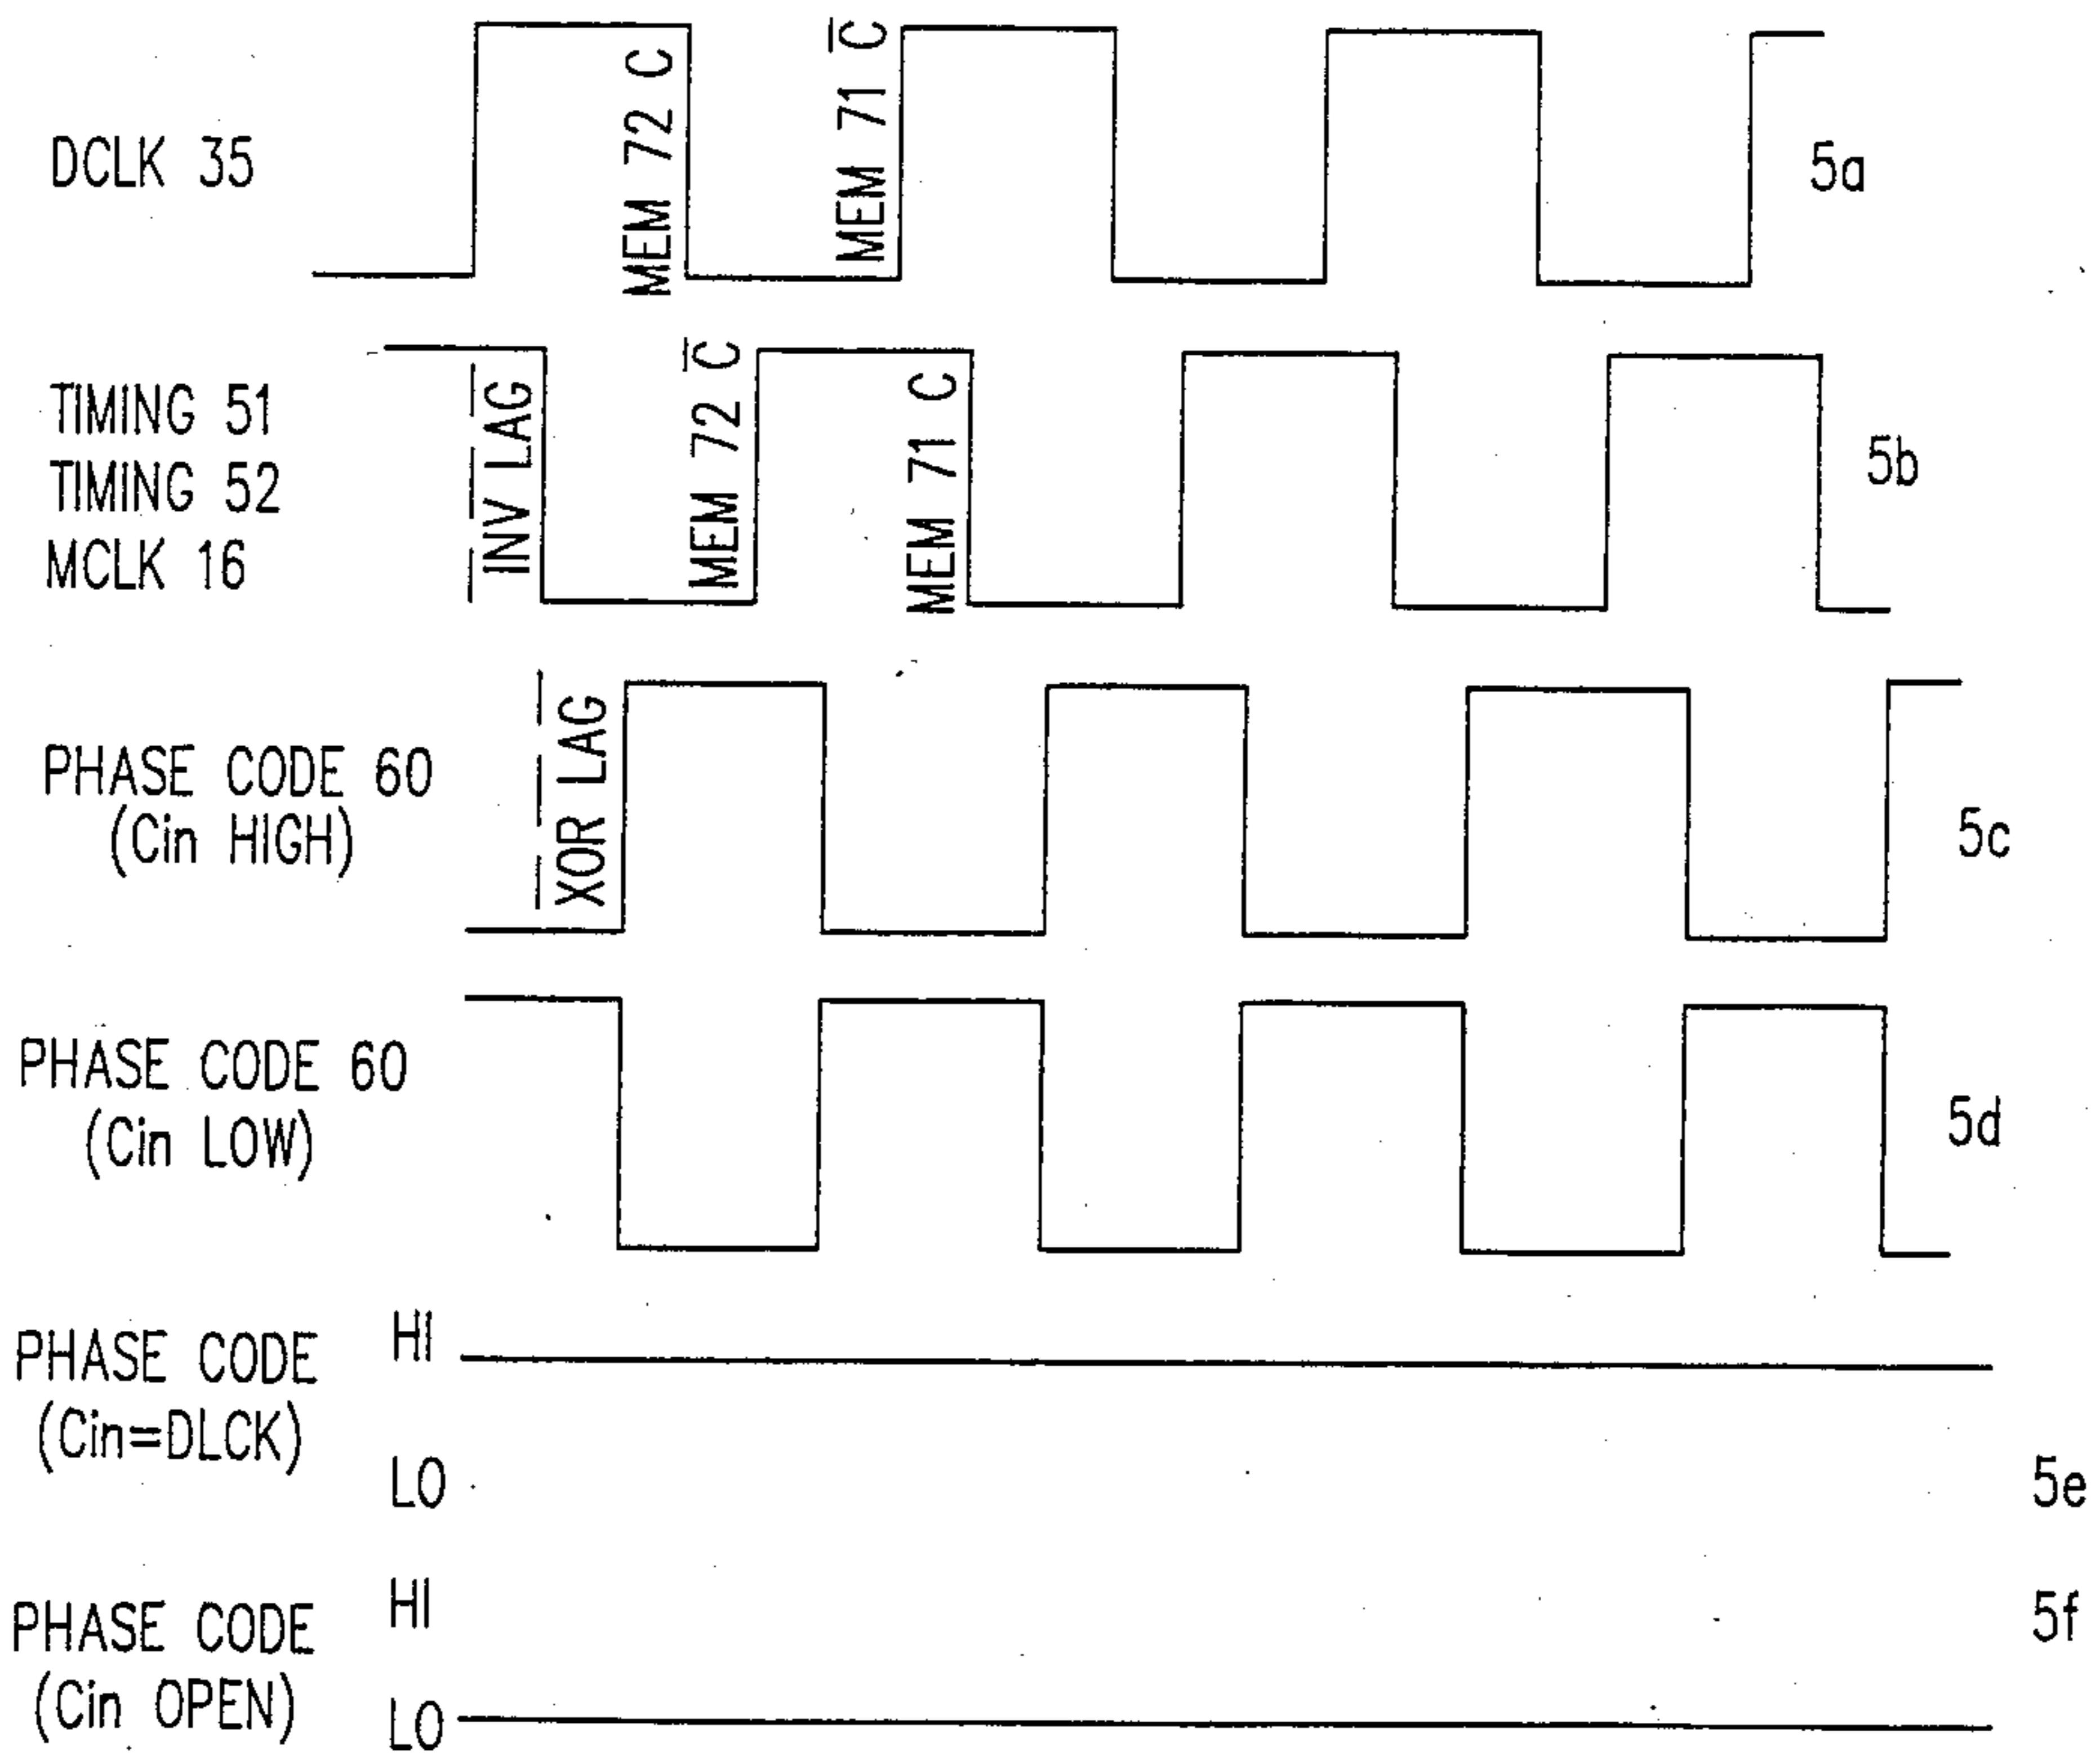 DCLK 35
MEM 72 C
MEM 71 C̅
5a
TIMING 51
TIMING 52
MCLK 16
INV LAG
MEM 72 C̅
MEM 71 C
5b
PHASE CODE 60
(Cin HIGH)
XOR LAG
5c
PHASE CODE 60
(Cin LOW)
5d
PHASE CODE
(Cin=DLCK)
HI
LO
5e
PHASE CODE
(Cin OPEN)
HI
LO
5f